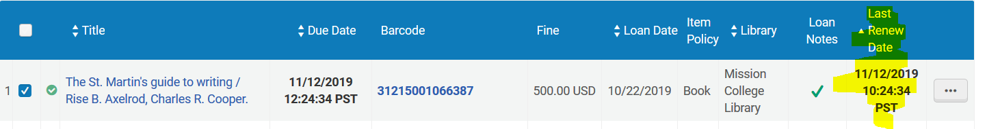 Title
Due Date
Barcode
Fine
Loan Date
Item
Policy
Library
Loan
Notes
Last
Renew
Date
1
The St. Martin's guide to writing /
Rise B. Axelrod, Charles R. Cooper.
11/12/2019
12:24:34 PST
31215001066387
500.00 USD
10/22/2019
Book
Mission
College
Library
11/12/2019
10:24:34
PST